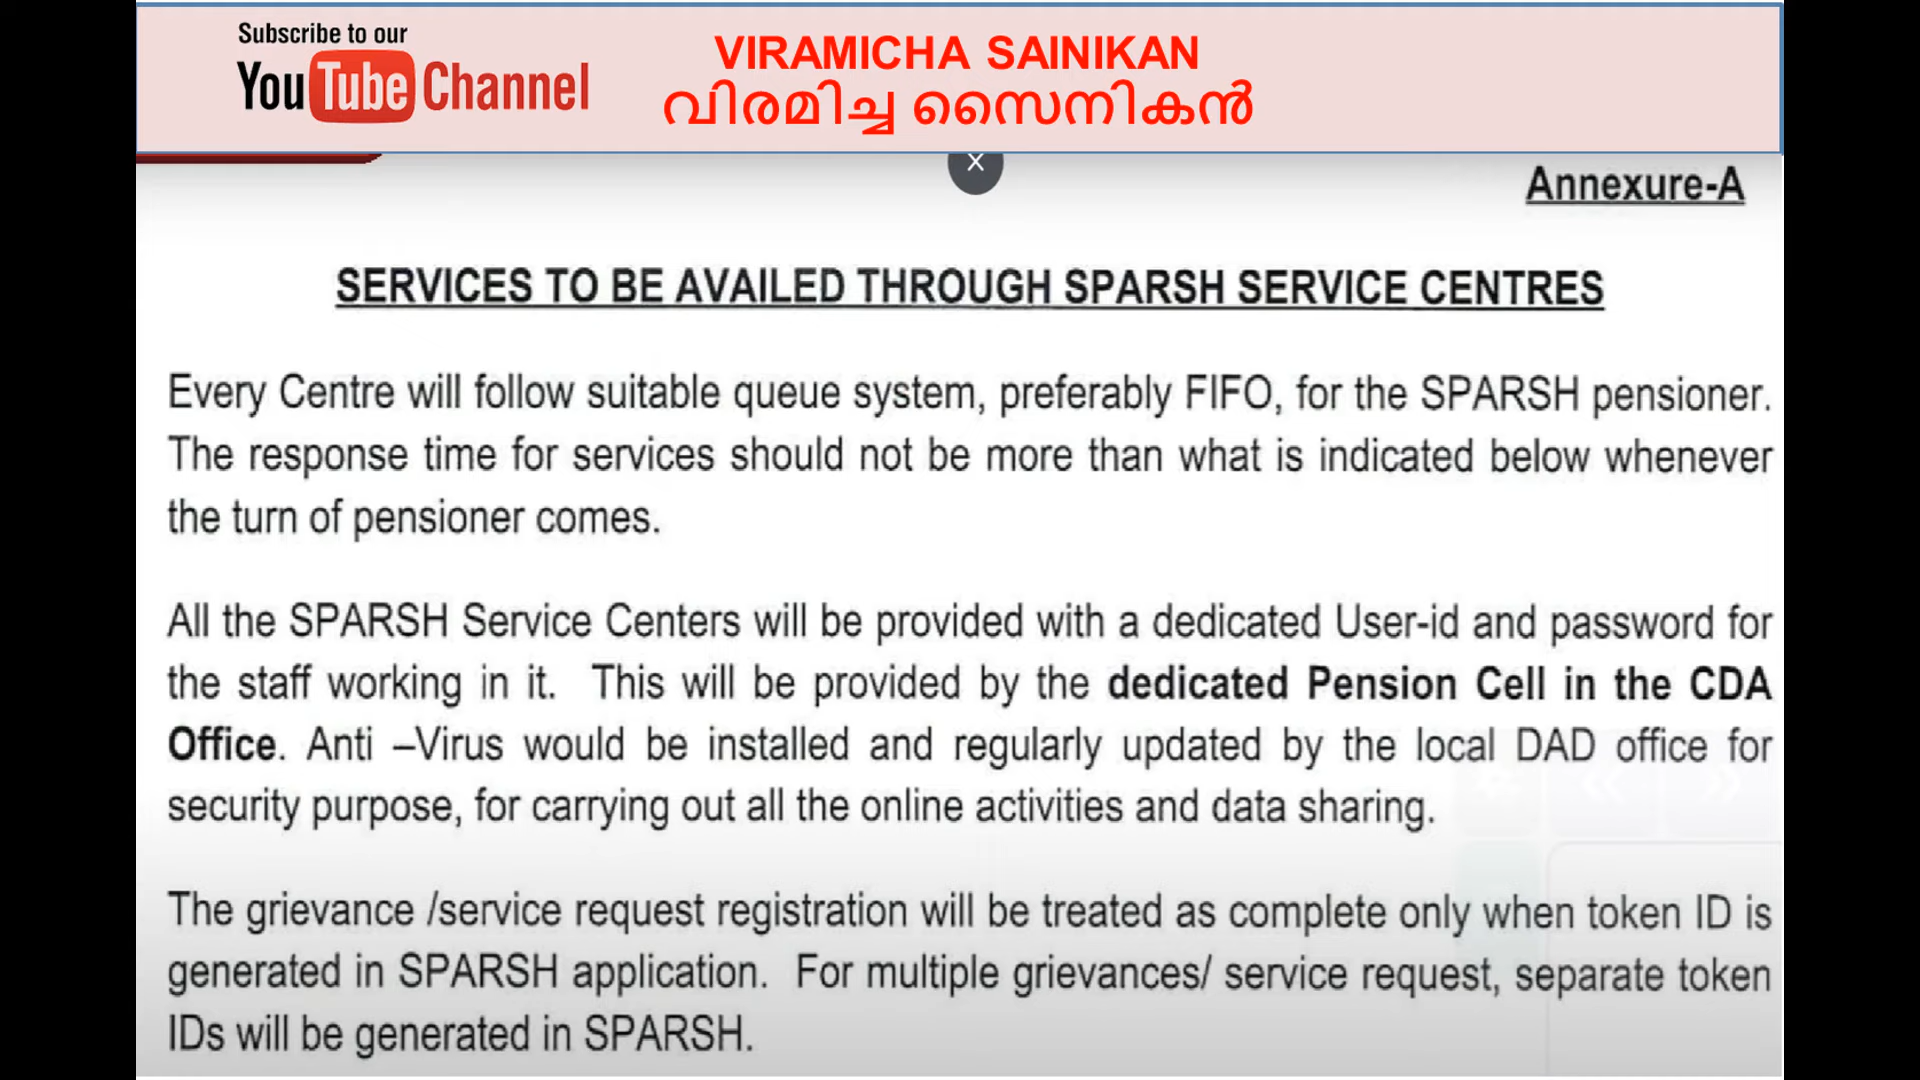 Subscribe to our
YouTube Channel
VIRAMICHA SAINIKAN
വിരമിച്ച സൈനികൻ
X
Annexure-A
SERVICES TO BE AVAILED THROUGH SPARSH SERVICE CENTRES
Every Centre will follow suitable queue system, preferably FIFO, for the SPARSH pensioner.
The response time for services should not be more than what is indicated below whenever
the turn of pensioner comes.
All the SPARSH Service Centers will be provided with a dedicated User-id and password for
the staff working in it. This will be provided by the dedicated Pension Cell in the CDA
Office. Anti –Virus would be installed and regularly updated by the local DAD office for
security purpose, for carrying out all the online activities and data sharing.
The grievance /service request registration will be treated as complete only when token ID is
generated in SPARSH application. For multiple grievances/ service request, separate token
IDs will be generated in SPARSH.